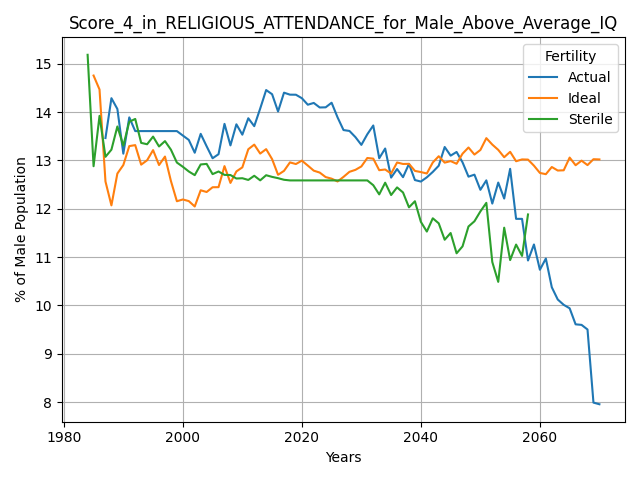 Score_4_in_RELIGIOUS_ATTENDANCE_for_Male_Above_Average_IQ
Fertility
Actual
Ideal
Sterile
% of Male Population
15
14
13
12
11
10
9
8
1980
2000
2020
2040
2060
Years